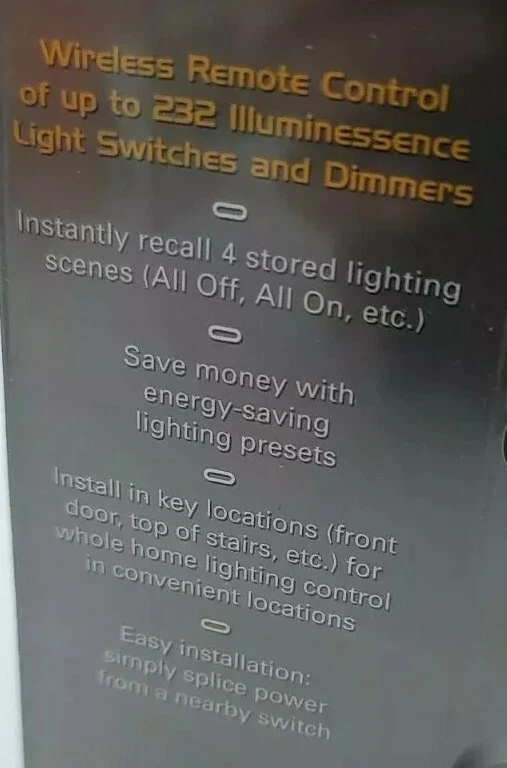 Wireless Remote Control
of up to 232 Illuminessence
Light Switches and Dimmers
Instantly recall 4 stored lighting
scenes (All Off, All On, etc.)
Save money with
energy-saving
lighting presets
Install in key locations (front
door, top of stairs, etc.) for
whole home lighting control
in convenient locations
Easy installation:
simply splice power
from a nearby switch